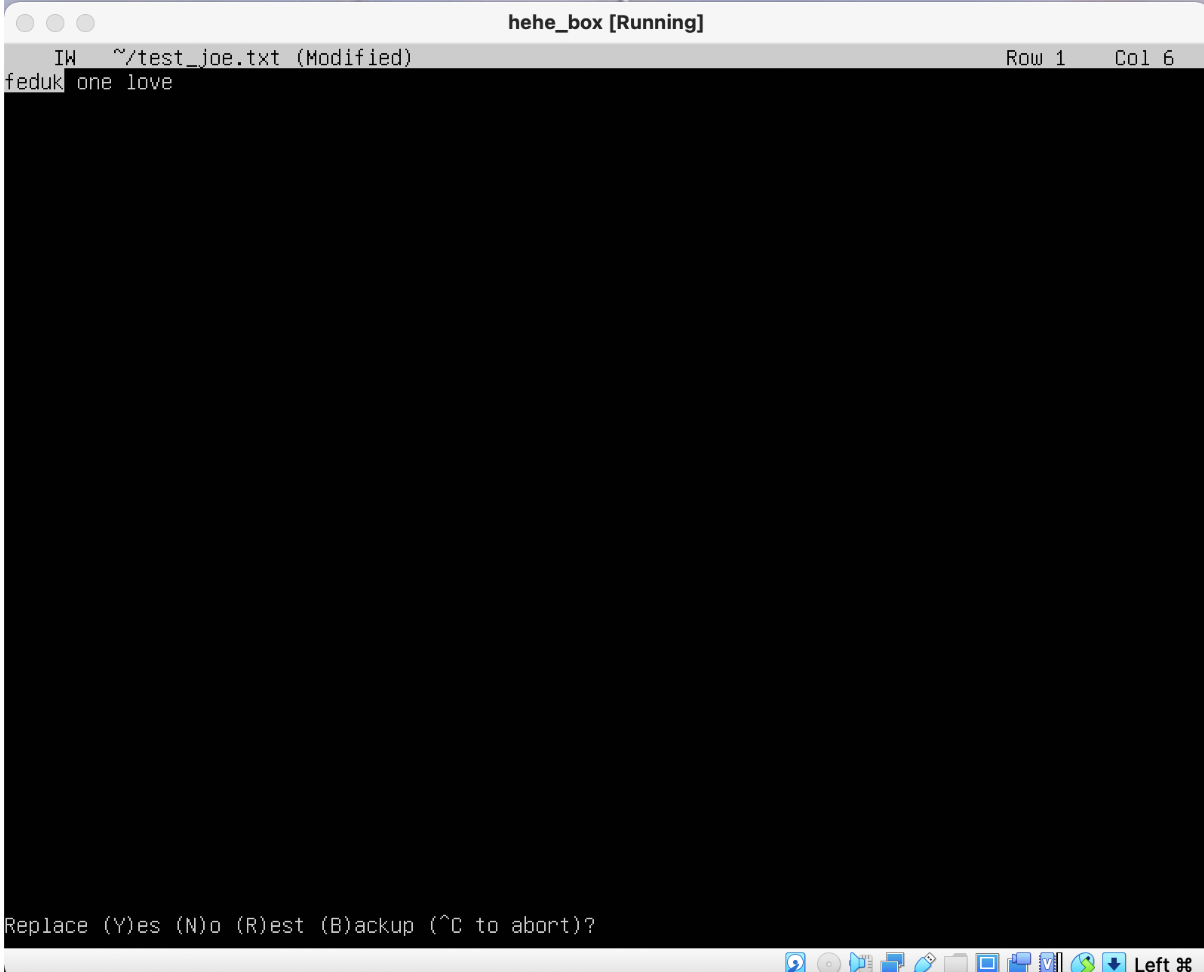 hehe_box [Running]
IW ~/test_joe.txt (Modified) Row 1 Col 6
feduk one love
Replace (Y)es (N)o (R)est (B)ackup (^C to abort)?
Left ⌘